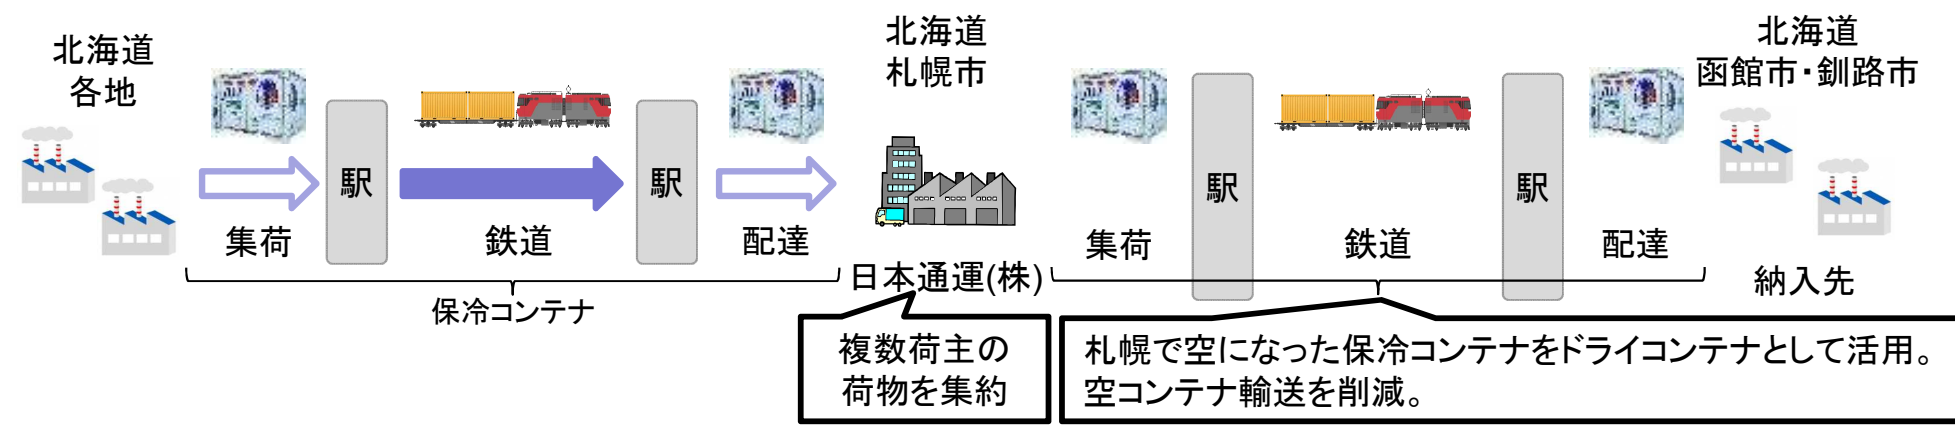 北海道
各地
集荷
駅
鉄道
駅
配達
保冷コンテナ
北海道
札幌市
日本通運(株)
複数荷主の
荷物を集約
集荷
駅
鉄道
駅
配達
北海道
函館市・釧路市
納入先
札幌で空になった保冷コンテナをドライコンテナとして活用。
空コンテナ輸送を削減。